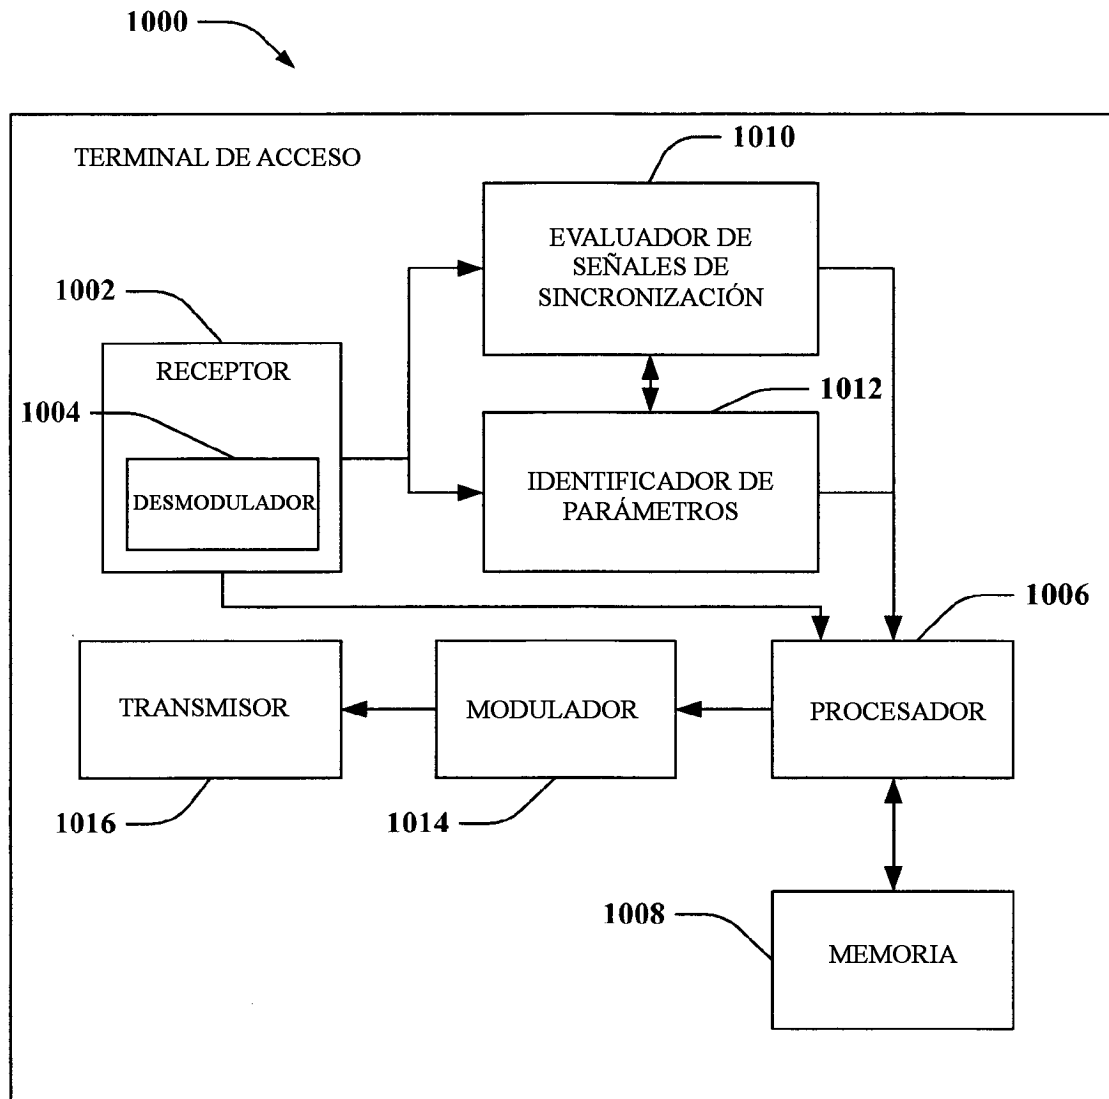 1000
TERMINAL DE ACCESO
1010
EVALUADOR DE
SEÑALES DE
SINCRONIZACIÓN
1002
RECEPTOR
1004
DESMODULADOR
1012
IDENTIFICADOR DE
PARÁMETROS
1006
TRANSMISOR
MODULADOR
PROCESADOR
1016
1014
1008
MEMORIA